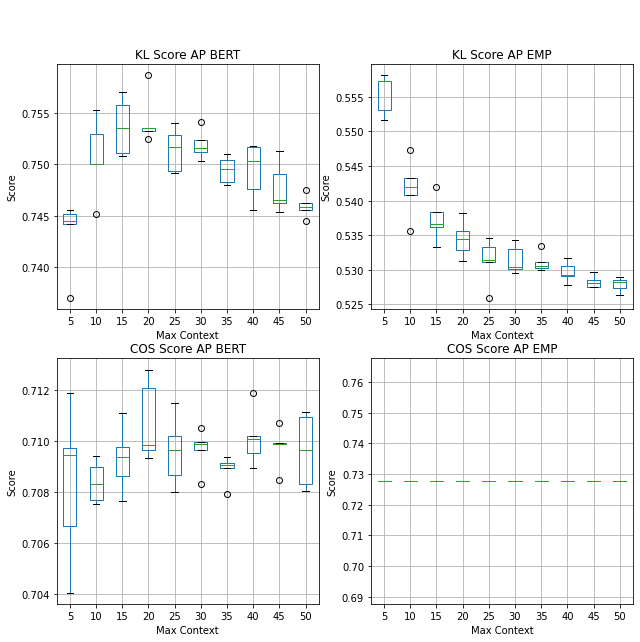 KL Score AP BERT
Score
0.755
0.750
0.745
0.740
5 10 15 20 25 30 35 40 45 50
Max Context
KL Score AP EMP
Score
0.555
0.550
0.545
0.540
0.535
0.530
0.525
5 10 15 20 25 30 35 40 45 50
Max Context
COS Score AP BERT
Score
0.712
0.710
0.708
0.706
0.704
5 10 15 20 25 30 35 40 45 50
Max Context
COS Score AP EMP
Score
0.76
0.75
0.74
0.73
0.72
0.71
0.70
0.69
5 10 15 20 25 30 35 40 45 50
Max Context